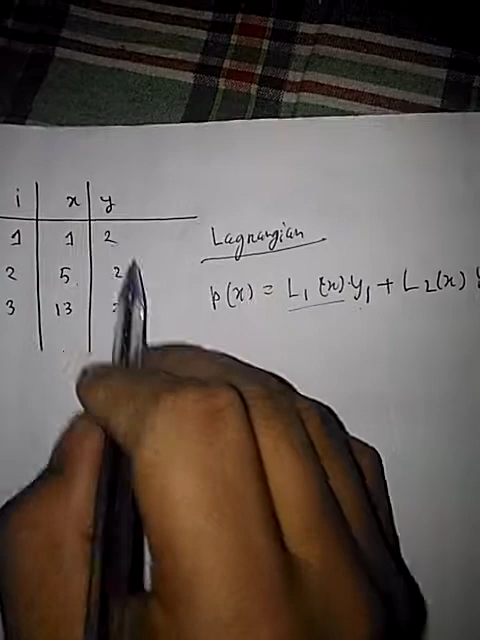 i x y
1 1 2
2 5 2
3 13
Lagrangian
p(x) = L1(x).y1 + L2(x)